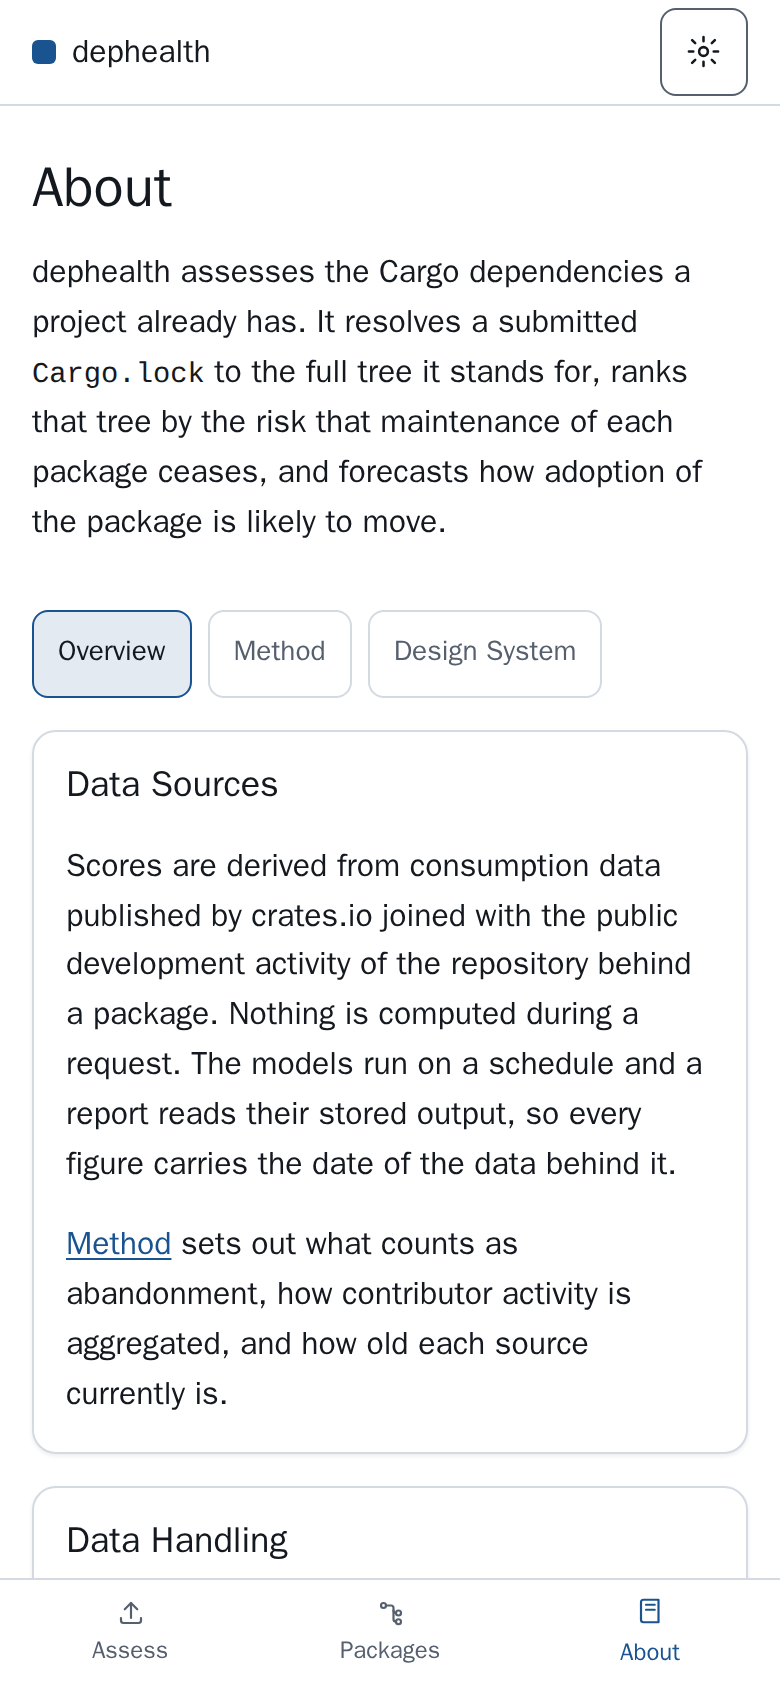 dephealth
About
dephealth assesses the Cargo dependencies a
project already has. It resolves a submitted
Cargo.lock to the full tree it stands for, ranks
that tree by the risk that maintenance of each
package ceases, and forecasts how adoption of
the package is likely to move.
Overview
Method
Design System
Data Sources
Scores are derived from consumption data
published by crates.io joined with the public
development activity of the repository behind
a package. Nothing is computed during a
request. The models run on a schedule and a
report reads their stored output, so every
figure carries the date of the data behind it.
Method sets out what counts as
abandonment, how contributor activity is
aggregated, and how old each source
currently is.
Data Handling
Assess
Packages
About